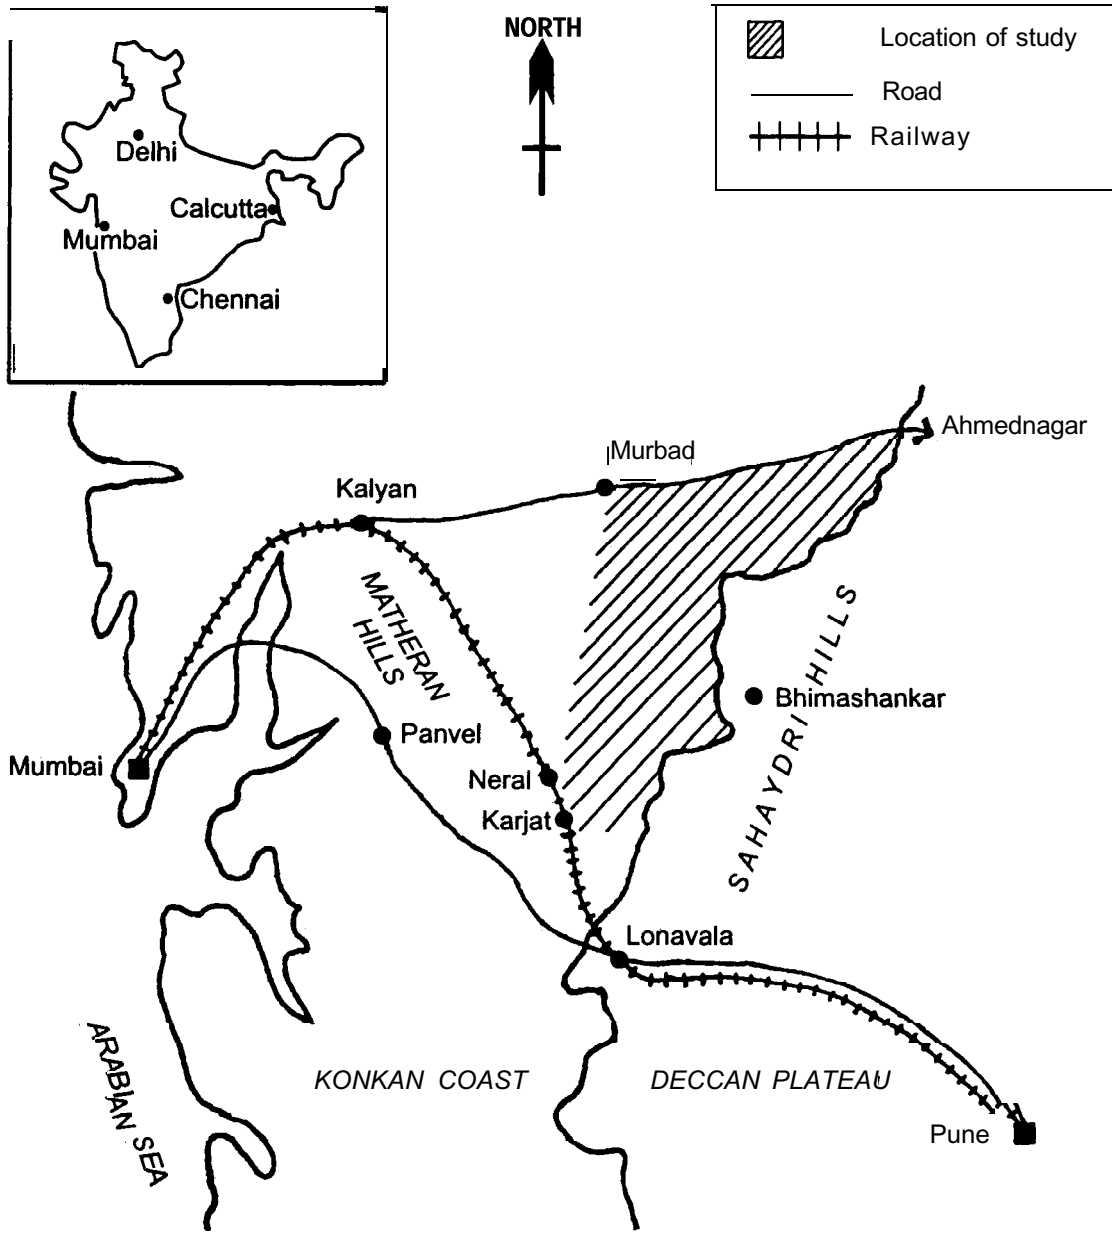 NORTH
Location of study
Road
Railway
Delhi
Calcutta
Mumbai
Chennai
Ahmednagar
Murbad
Kalyan
MATHERAN
HILLS
SAHAYDRI HILLS
Bhimashankar
Panvel
Mumbai
Neral
Karjat
Lonavala
ARABIAN SEA
KONKAN COAST
DECCAN PLATEAU
Pune